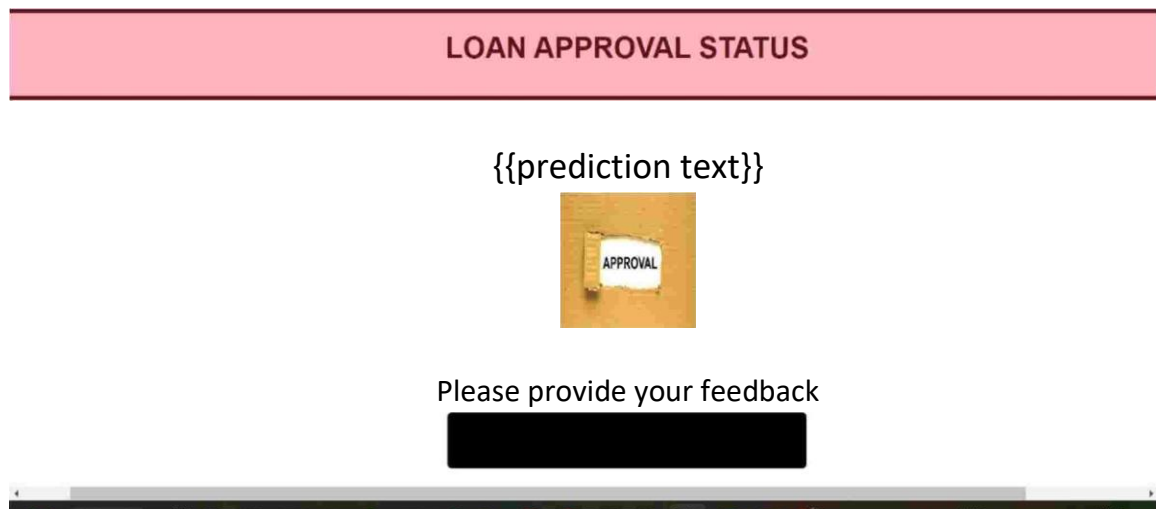 LOAN APPROVAL STATUS
{{prediction text}}
APPROVAL
Please provide your feedback